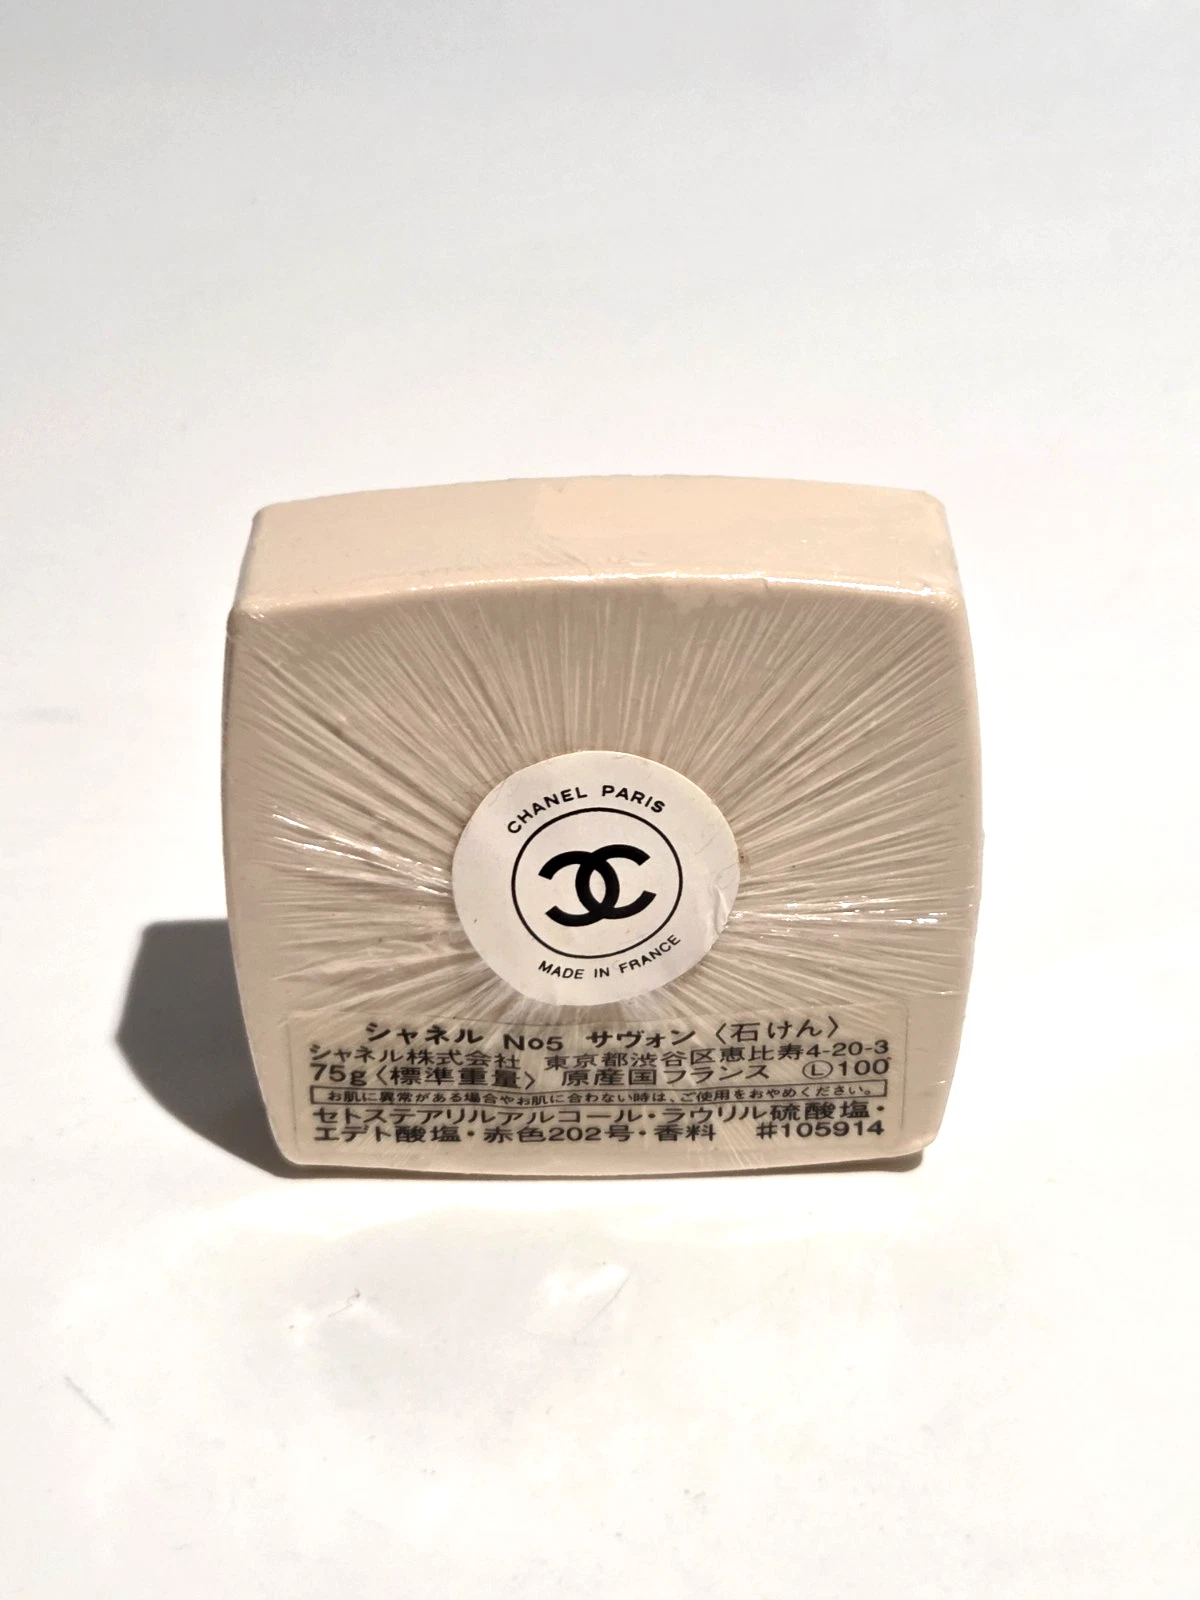 CHANEL PARIS
MADE IN FRANCE
シャネル No5 サヴォン〈石けん〉
シャネル株式会社 東京都渋谷区恵比寿4-20-3
75g〈標準重量〉 原産国フランス Ⓛ100
お肌に異常がある場合やお肌に合わない時は、ご使用をおやめください。
セトステアリルアルコール・ラウリル硫酸塩・
エデト酸塩・赤色202号・香料 #105914